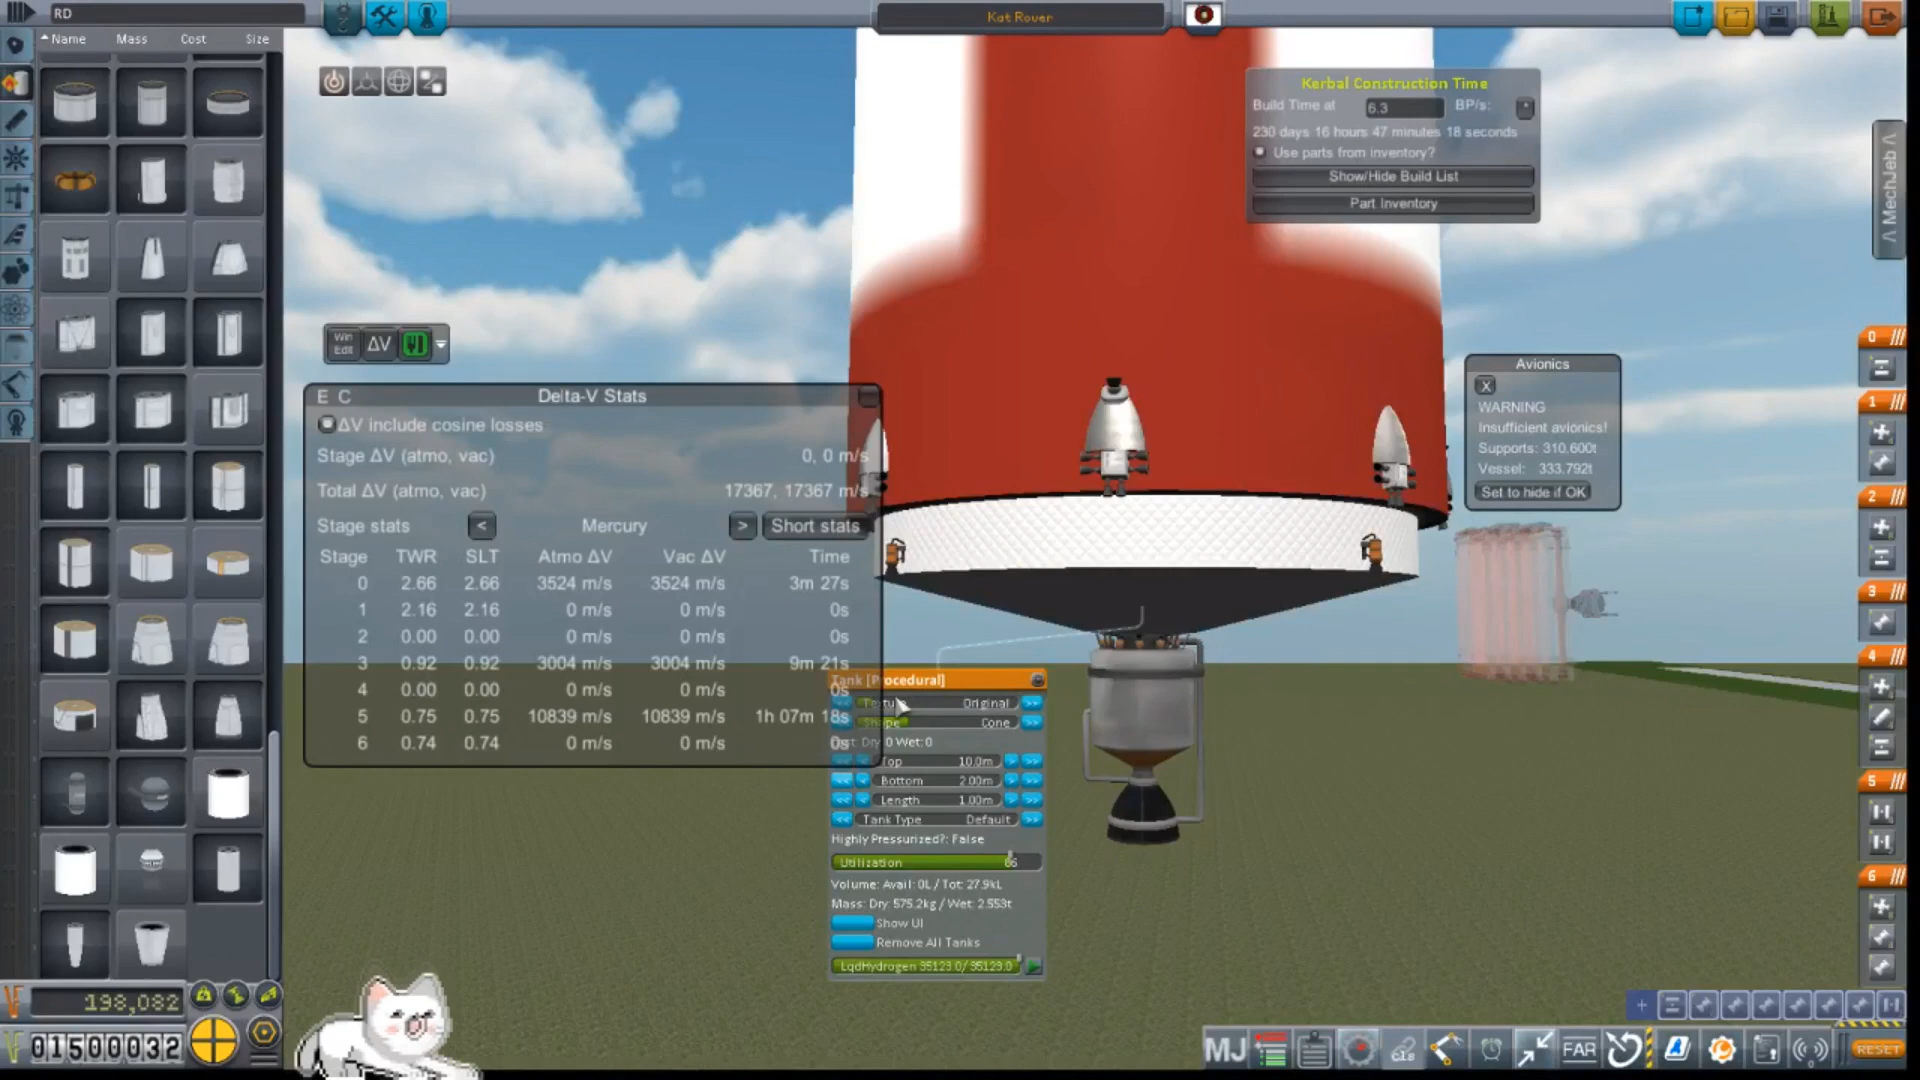 RD
Kat Rover
Name Mass Cost Size
Kerbal Construction Time
Build Time at 6.3 BP/s: *
230 days 16 hours 47 minutes 18 seconds
Use parts from inventory?
Show/Hide Build List
Part Inventory
/\ MechJeb /\
Win Edit ΔV
E C Delta-V Stats
ΔV include cosine losses
Stage ΔV (atmo, vac) 0, 0 m/s
Total ΔV (atmo, vac) 17367, 17367 m/s
Stage stats < Mercury > Short stats
Stage TWR SLT Atmo ΔV Vac ΔV Time
0 2.66 2.66 3524 m/s 3524 m/s 3m 27s
1 2.16 2.16 0 m/s 0 m/s 0s
2 0.00 0.00 0 m/s 0 m/s 0s
3 0.92 0.92 3004 m/s 3004 m/s 9m 21s
4 0.00 0.00 0 m/s 0 m/s 0s
5 0.75 0.75 10839 m/s 10839 m/s 1h 07m 18s
6 0.74 0.74 0 m/s 0 m/s 0s
Avionics
X
WARNING
Insufficient avionics!
Supports: 310.600t
Vessel: 333.792t
Set to hide if OK
Tank [Procedural]
<< Original >>
Shape Cone >>
Dry: 0 Wet: 0
Top 10.0m > >>
<< < Bottom 2.00m > >>
<< < Length 1.00m > >>
<< Tank Type Default >>
Highly Pressurized?: False
Utilization 86
Volume: Avail: 0L / Tot: 27.9kL
Mass: Dry: 575.2kg / Wet: 2.553t
Show UI
Remove All Tanks
LqdHydrogen 35123.0/ 35123.0
0
1
2
3
4
5
6
198,082
01500032
MJ cls FAR RESET